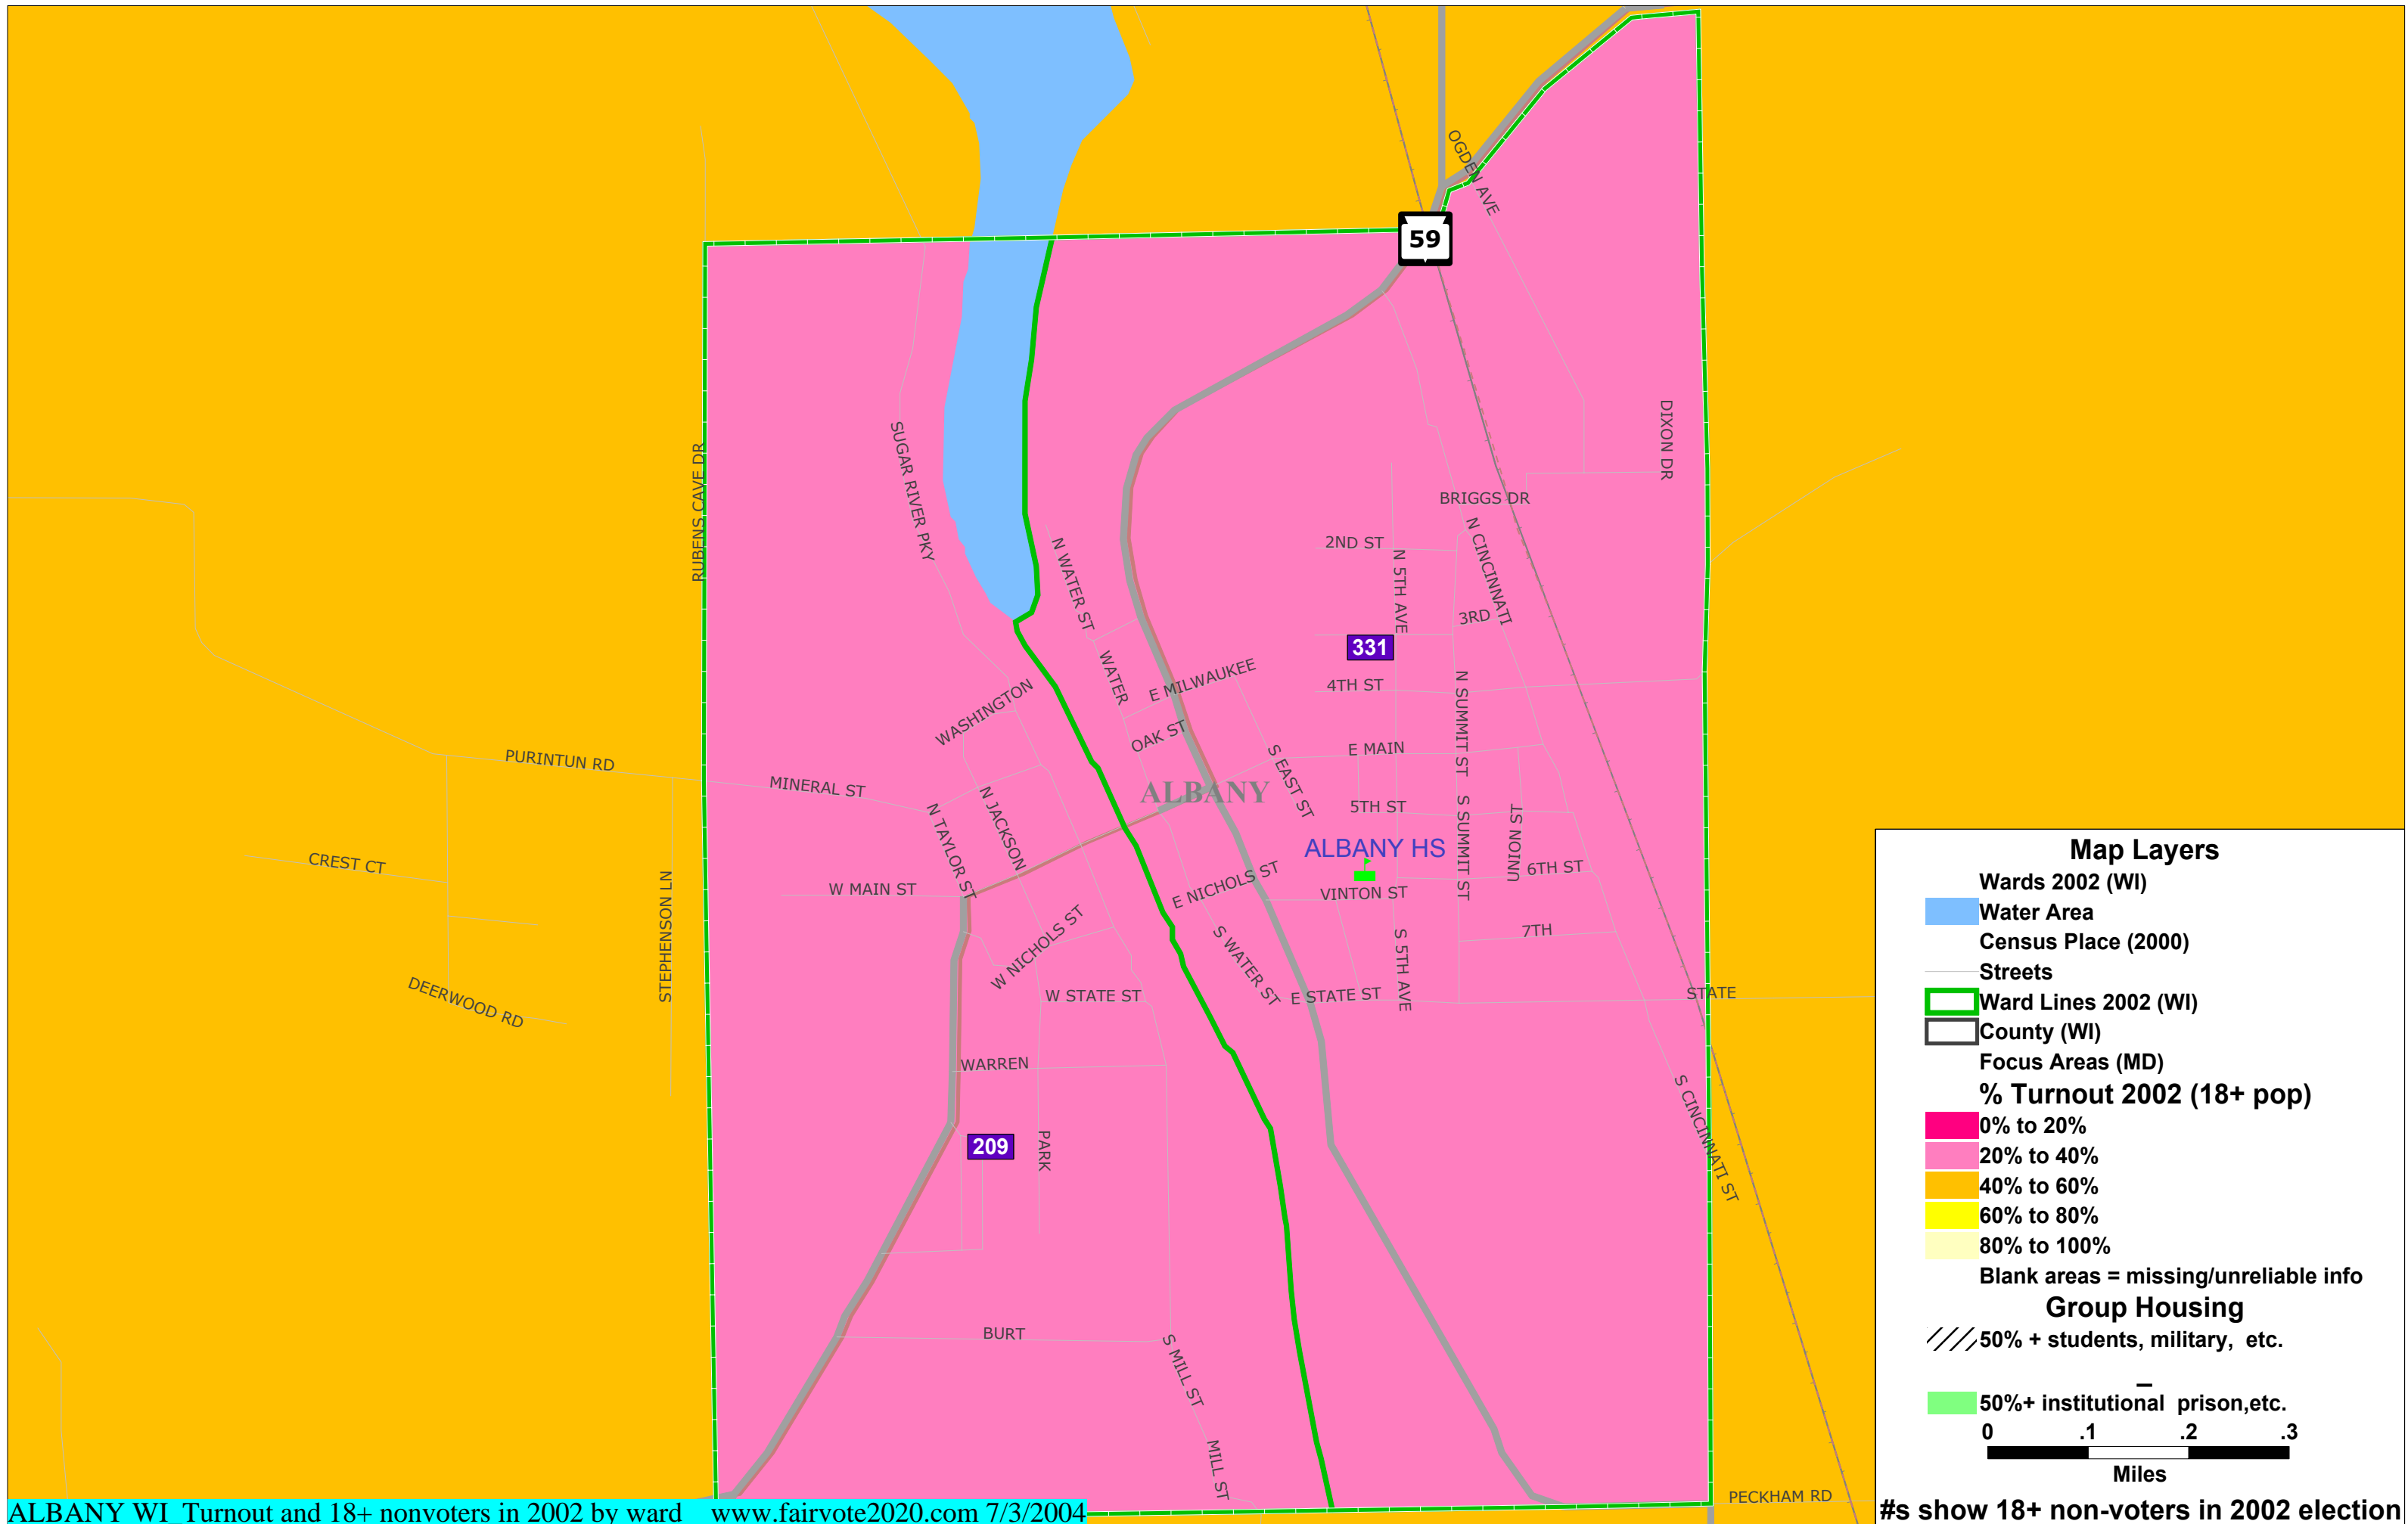 OGDEN AVE
59
DIXON DR
SUGAR RIVER PKY
RUBENS CAVE DR
BRIGGS DR
N CINCINNATI
2ND ST
N 5TH AVE
N WATER ST
3RD
331
WATER
E MILWAUKEE
4TH ST
N SUMMIT ST
WASHINGTON
OAK ST
E MAIN
S EAST ST
PURINTUN RD
MINERAL ST
ALBANY
N JACKSON
N TAYLOR ST
5TH ST
S SUMMIT ST
UNION ST
ALBANY HS
CREST CT
6TH ST
W MAIN ST
E NICHOLS ST
VINTON ST
STEPHENSON LN
W NICHOLS ST
S WATER ST
S 5TH AVE
7TH
DEERWOOD RD
W STATE ST
E STATE ST
STATE
WARREN
S CINCINNATI ST
209
PARK
BURT
S MILL ST
MILL ST
PECKHAM RD
Map Layers
Wards 2002 (WI)
Water Area
Census Place (2000)
Streets
Ward Lines 2002 (WI)
County (WI)
Focus Areas (MD)
% Turnout 2002 (18+ pop)
0% to 20%
20% to 40%
40% to 60%
60% to 80%
80% to 100%
Blank areas = missing/unreliable info
Group Housing
50% + students, military, etc.
50%+ institutional prison,etc.
0 .1 .2 .3
Miles
#s show 18+ non-voters in 2002 election
ALBANY WI Turnout and 18+ nonvoters in 2002 by ward www.fairvote2020.com 7/3/2004